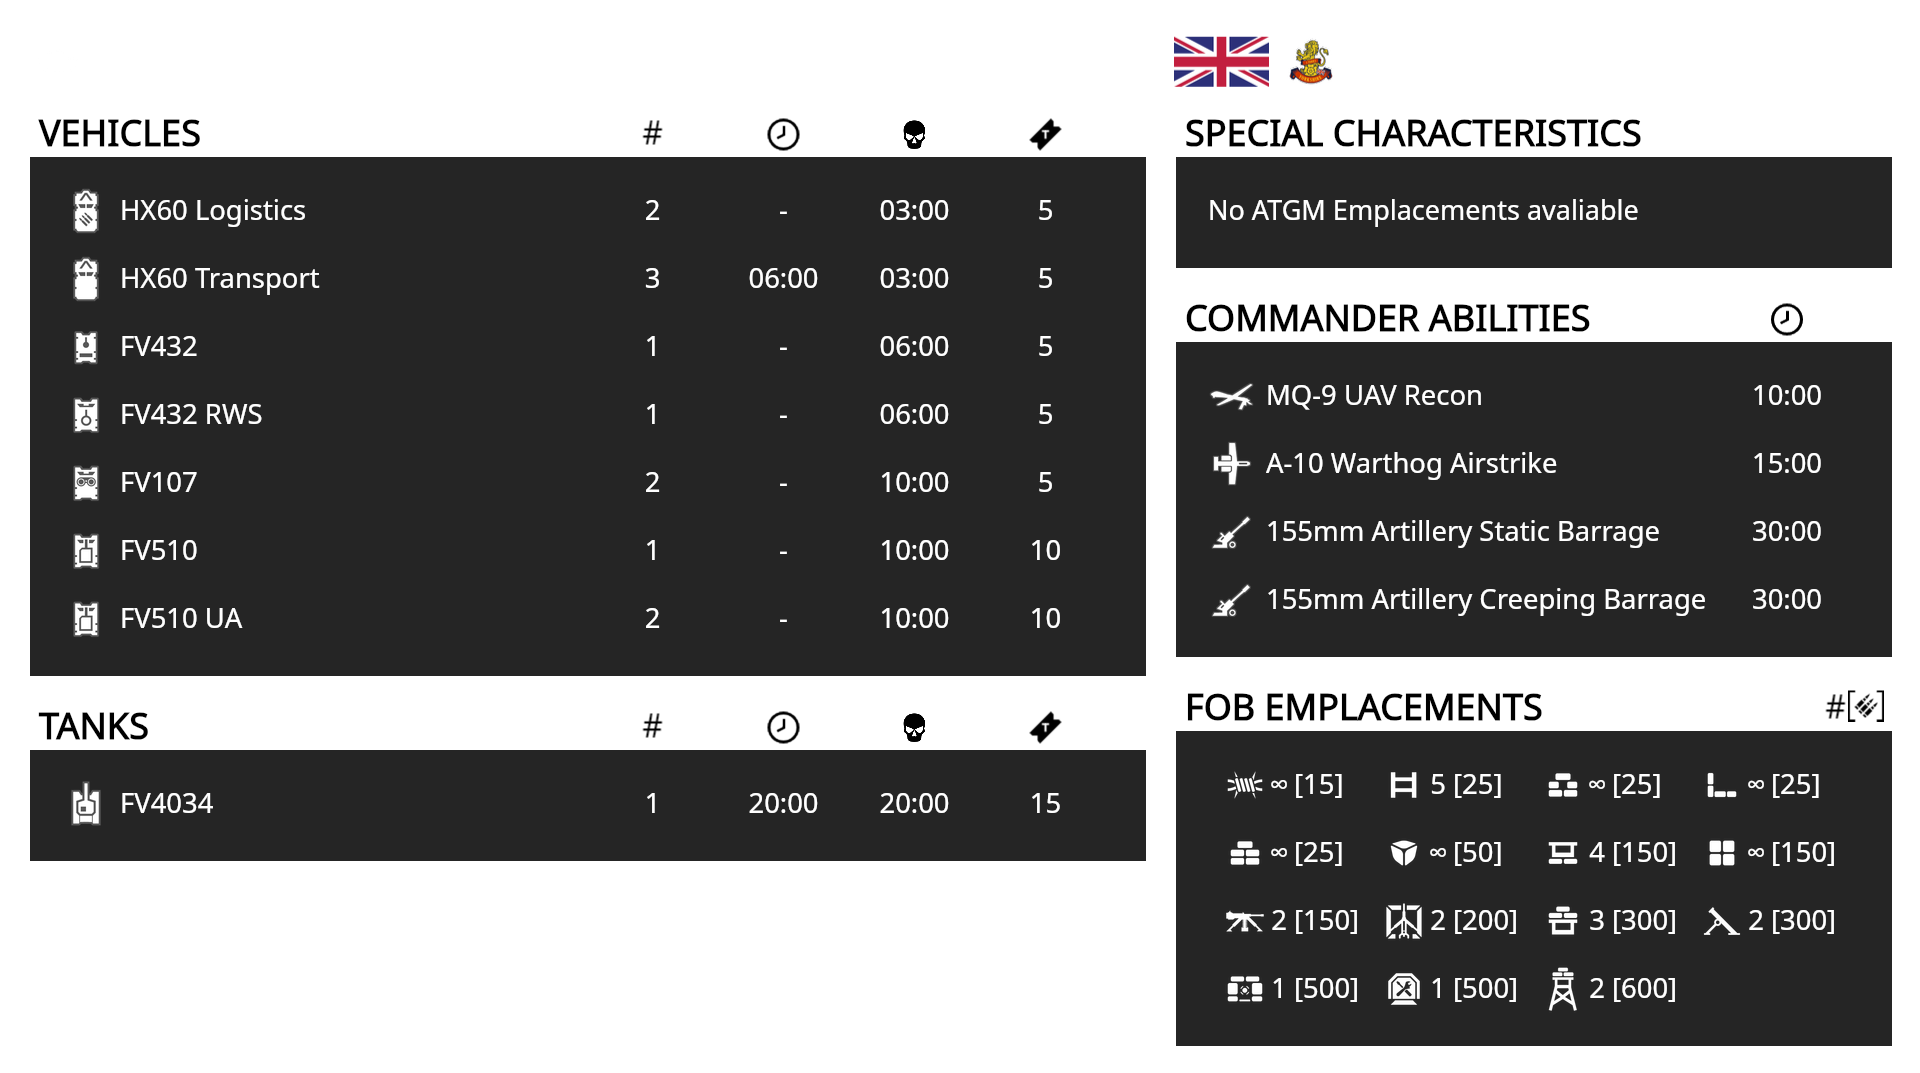 VEHICLES #
HX60 Logistics 2 - 03:00 5
HX60 Transport 3 06:00 03:00 5
FV432 1 - 06:00 5
FV432 RWS 1 - 06:00 5
FV107 2 - 10:00 5
FV510 1 - 10:00 10
FV510 UA 2 - 10:00 10
TANKS #
FV4034 1 20:00 20:00 15
SPECIAL CHARACTERISTICS
No ATGM Emplacements avaliable
COMMANDER ABILITIES
MQ-9 UAV Recon 10:00
A-10 Warthog Airstrike 15:00
155mm Artillery Static Barrage 30:00
155mm Artillery Creeping Barrage 30:00
FOB EMPLACEMENTS #[]
∞ [15] 5 [25] ∞ [25] ∞ [25]
∞ [25] ∞ [50] 4 [150] ∞ [150]
2 [150] 2 [200] 3 [300] 2 [300]
1 [500] 1 [500] 2 [600]